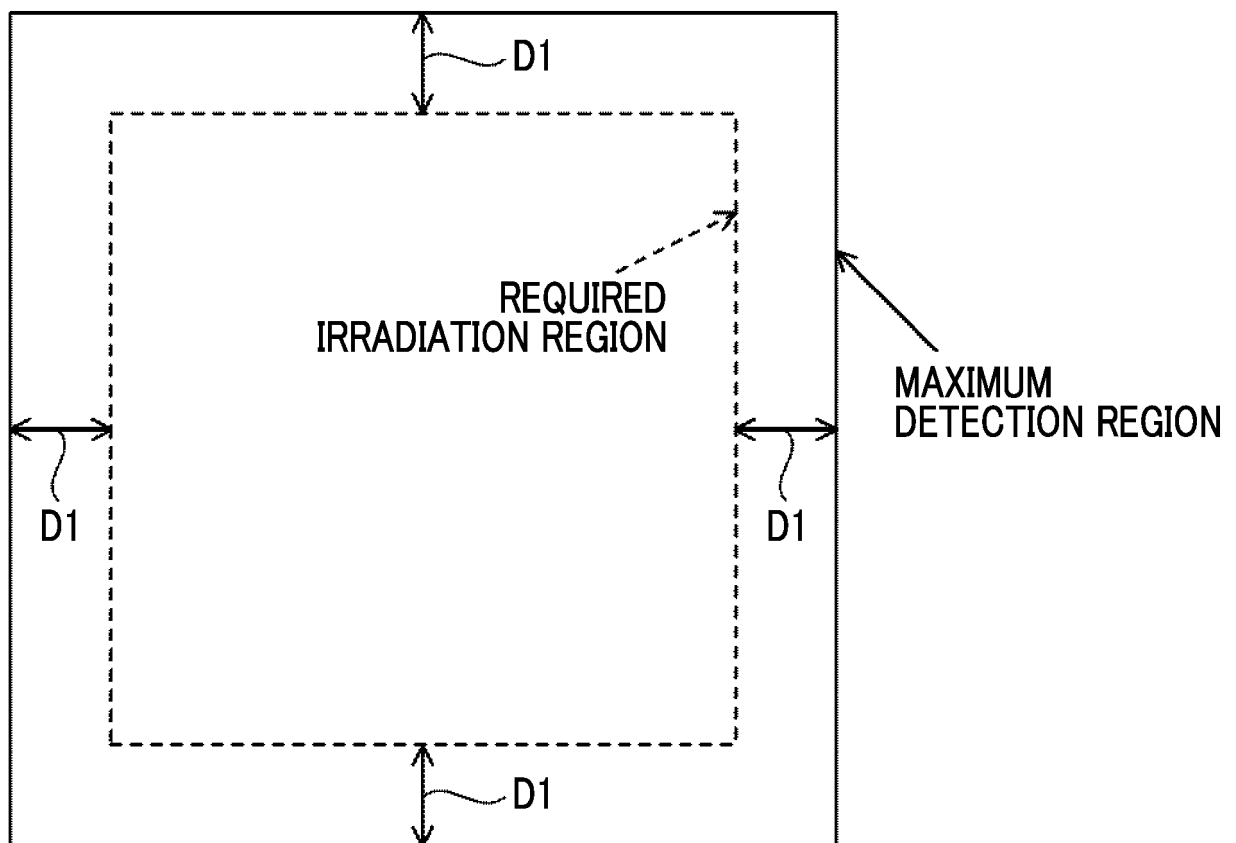 D1
REQUIRED
IRRADIATION REGION
MAXIMUM
DETECTION REGION
D1
D1
D1